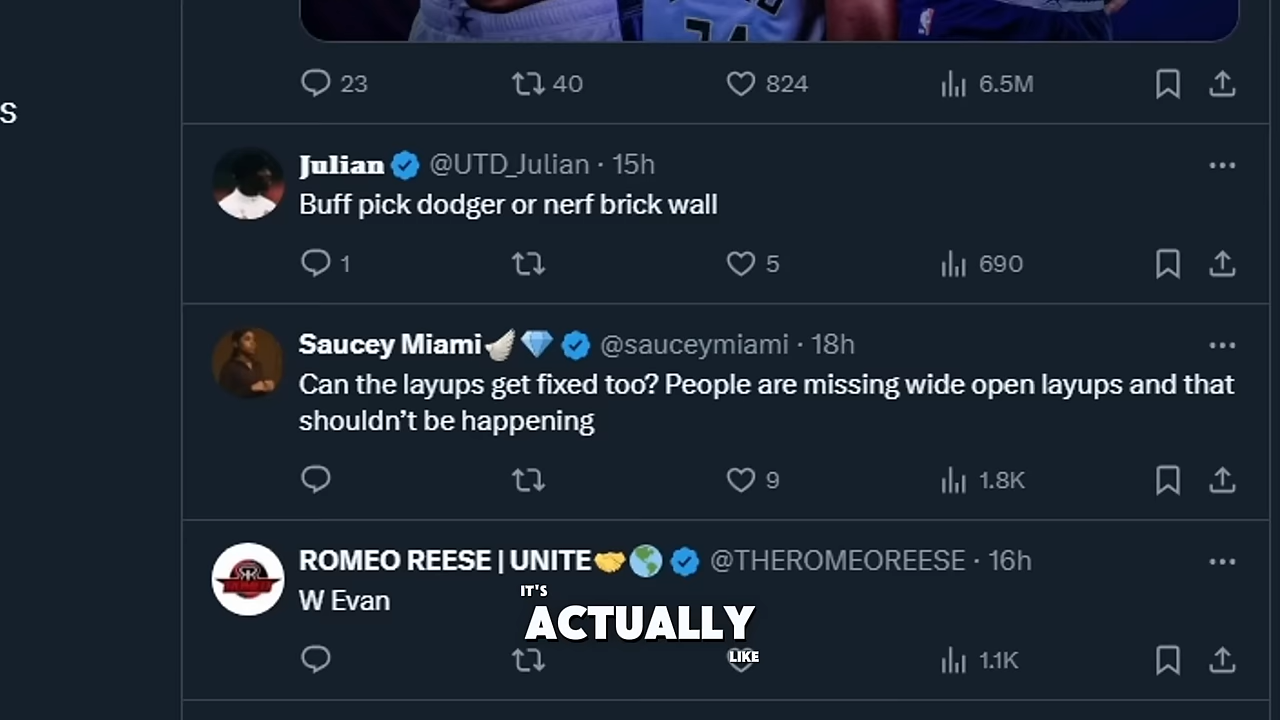 s
23 40 824 6.5M
Julian @UTD_Julian · 15h
Buff pick dodger or nerf brick wall
1 5 690
Saucey Miami @sauceymiami · 18h
Can the layups get fixed too? People are missing wide open layups and that
shouldn’t be happening
9 1.8K
ROMEO REESE | UNITE @THEROMEOREESE · 16h
W Evan
IT'S
ACTUALLY
LIKE
1.1K